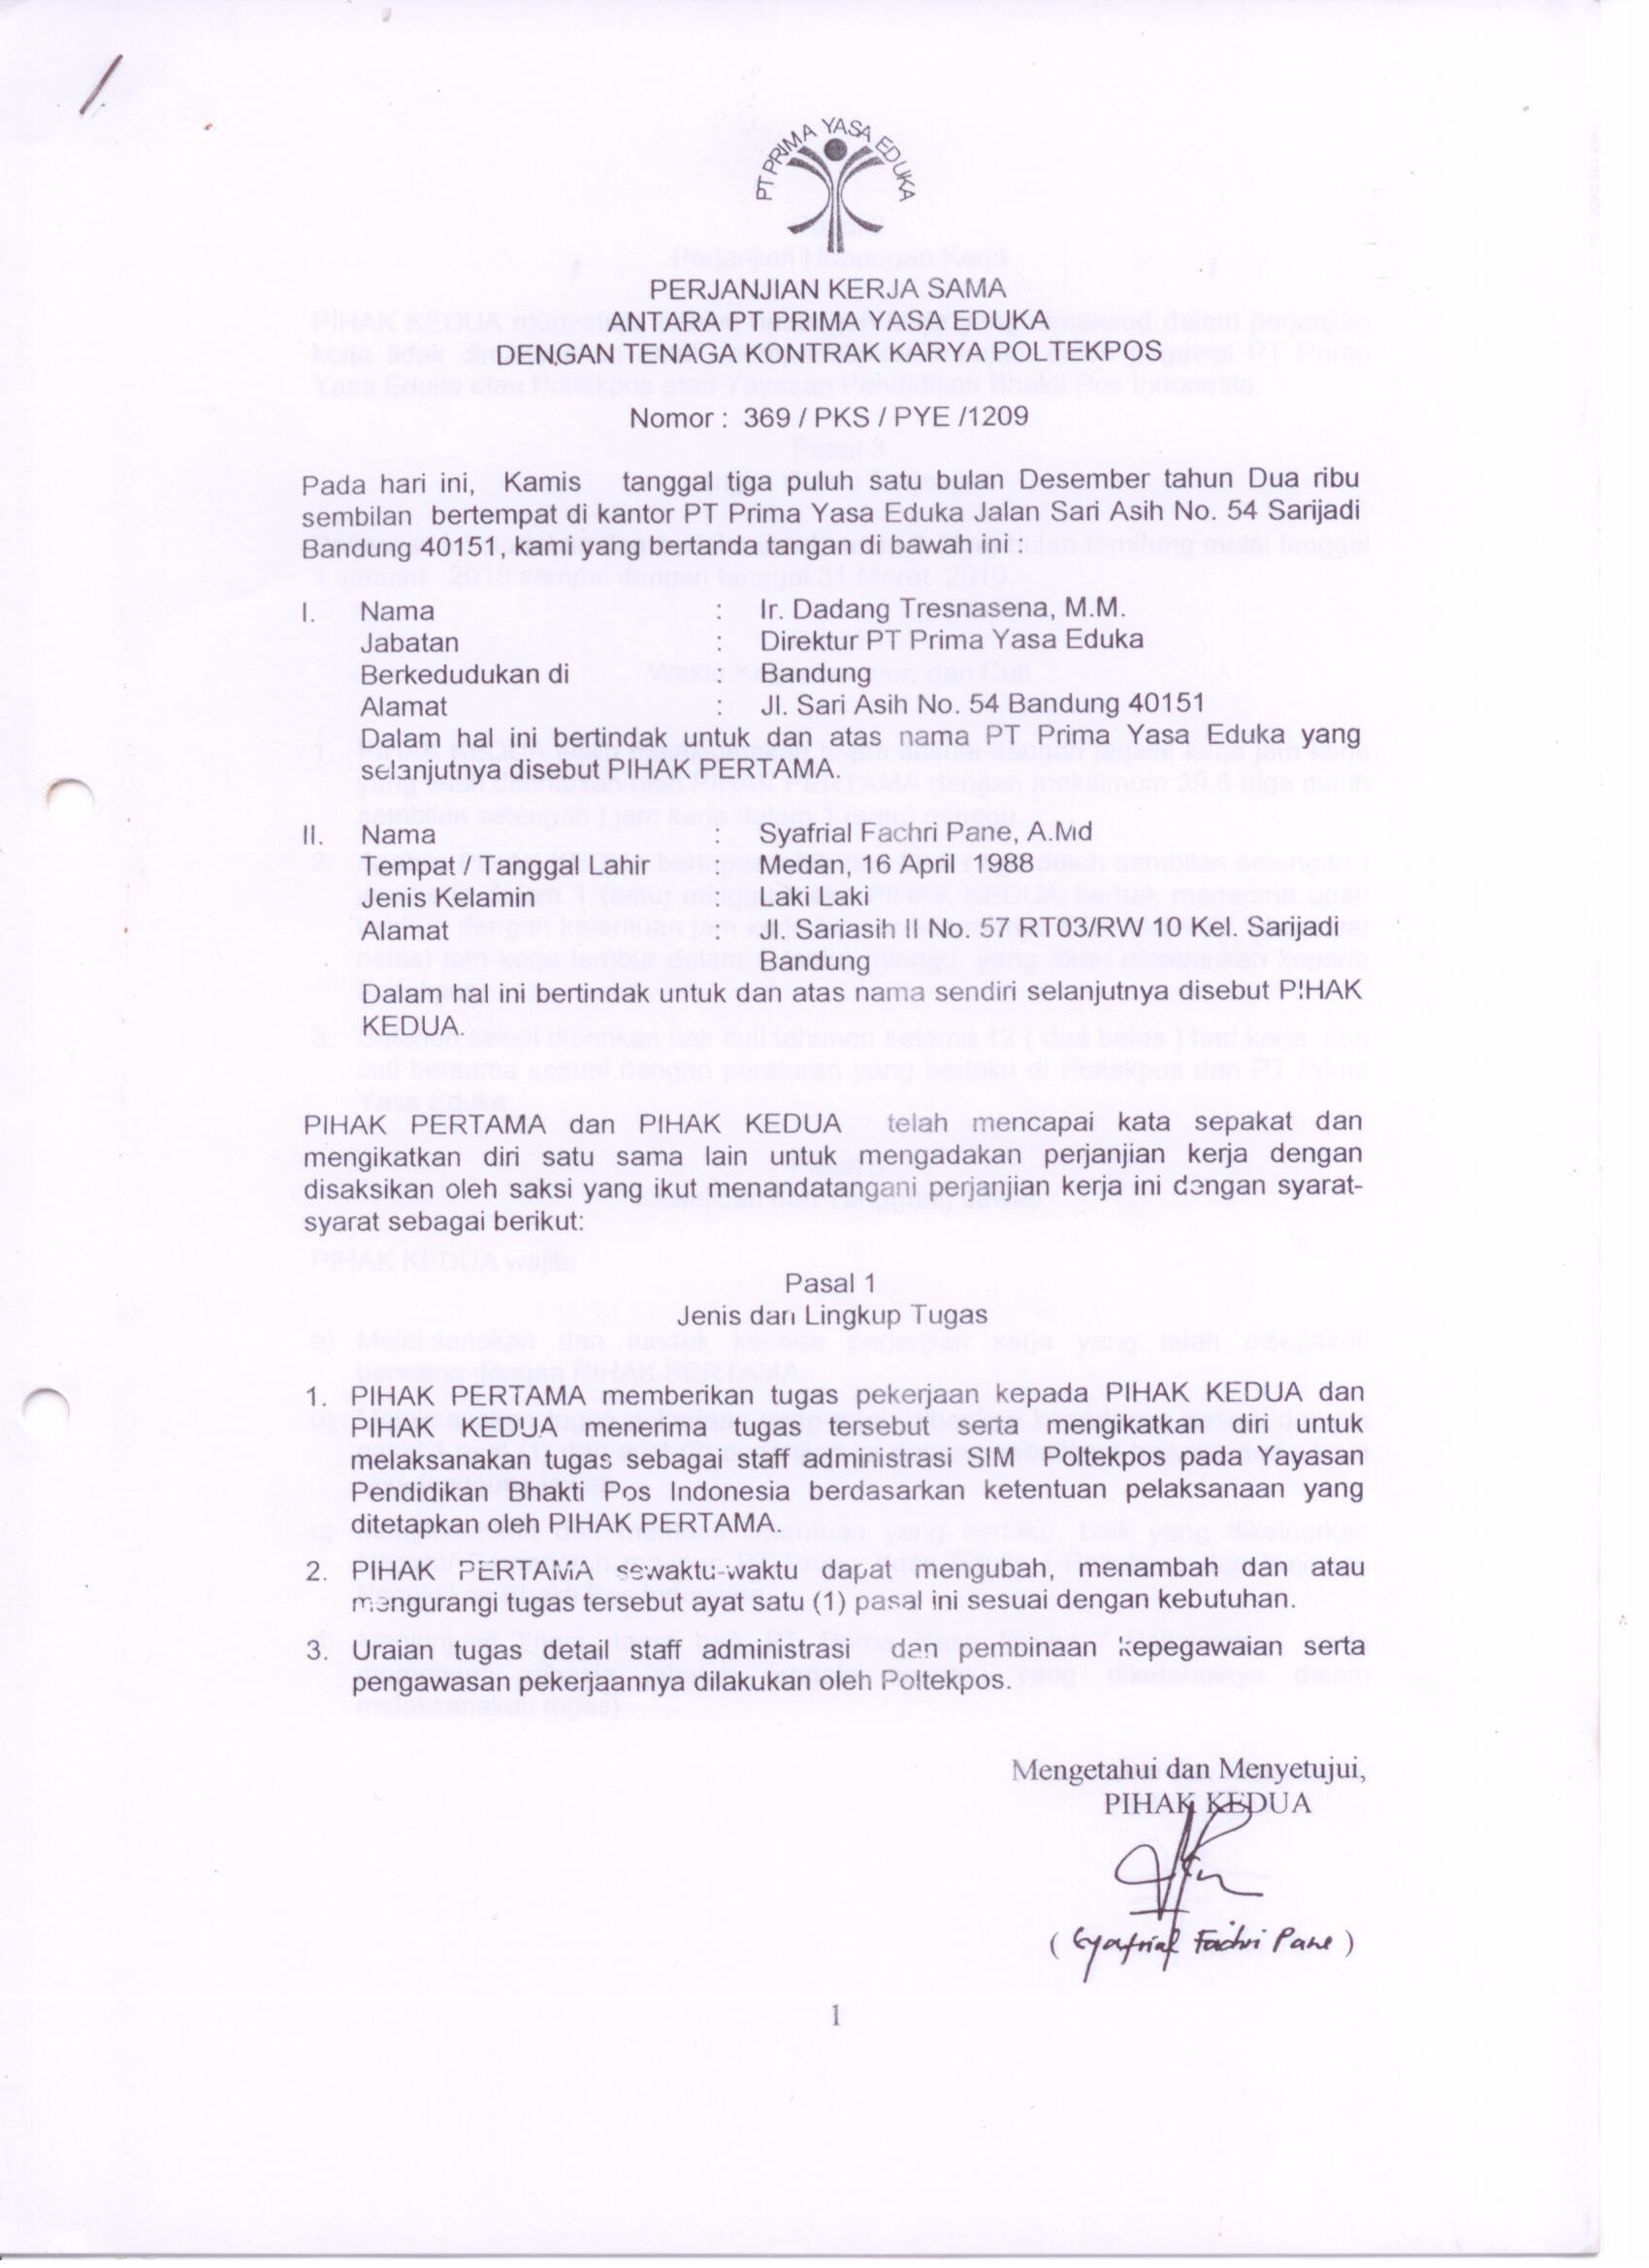 PT PRIMA YASA EDUKA
PERJANJIAN KERJA SAMA
ANTARA PT PRIMA YASA EDUKA
DENGAN TENAGA KONTRAK KARYA POLTEKPOS
Nomor : 369 / PKS / PYE /1209
Pada hari ini, Kamis tanggal tiga puluh satu bulan Desember tahun Dua ribu
sembilan bertempat di kantor PT Prima Yasa Eduka Jalan Sari Asih No. 54 Sarijadi
Bandung 40151 , kami yang bertanda tangan di bawah ini :
I. Nama : Ir. Dadang Tresnasena, M.M.
Jabatan : Direktur PT Prima Yasa Eduka
Berkedudukan di : Bandung
Alamat : Jl. Sari Asih No. 54 Bandung 40151
Dalam hal ini bertindak untuk dan atas nama PT Prima Yasa Eduka yang
selanjutnya disebut PIHAK PERTAMA.
II. Nama : Syafrial Fachri Pane, A.Md
Tempat / Tanggal Lahir : Medan, 16 April 1988
Jenis Kelamin : Laki Laki
Alamat : Jl. Sariasih II No. 57 RT 03/RW 10 Kel. Sarijadi
Bandung
Dalam hal ini bertindak untuk dan atas nama sendiri selanjutnya disebut PIHAK
KEDUA.
PIHAK PERTAMA dan PIHAK KEDUA telah mencapai kata sepakat dan
mengikatkan diri satu sama lain untuk mengadakan perjanjian kerja dengan
disaksikan oleh saksi yang ikut menandatangani perjanjian kerja ini dengan syarat-
syarat sebagai berikut:
Pasal 1
Jenis dan Lingkup Tugas
1. PIHAK PERTAMA memberikan tugas pekerjaan kepada PIHAK KEDUA dan
PIHAK KEDUA menerima tugas tersebut serta mengikatkan diri untuk
melaksanakan tugas sebagai staff administrasi SIM Poltekpos pada Yayasan
Pendidikan Bhakti Pos Indonesia berdasarkan ketentuan pelaksanaan yang
ditetapkan oleh PIHAK PERTAMA.
2. PIHAK PERTAMA sewaktu-waktu dapat mengubah, menambah dan atau
mengurangi tugas tersebut ayat satu (1) pasal ini sesuai dengan kebutuhan.
3. Uraian tugas detail staff administrasi dan pembinaan kepegawaian serta
pengawasan pekerjaannya dilakukan oleh Poltekpos.
Mengetahui dan Menyetujui,
PIHAK KEDUA
( Syafrial Fachri Pane )
1